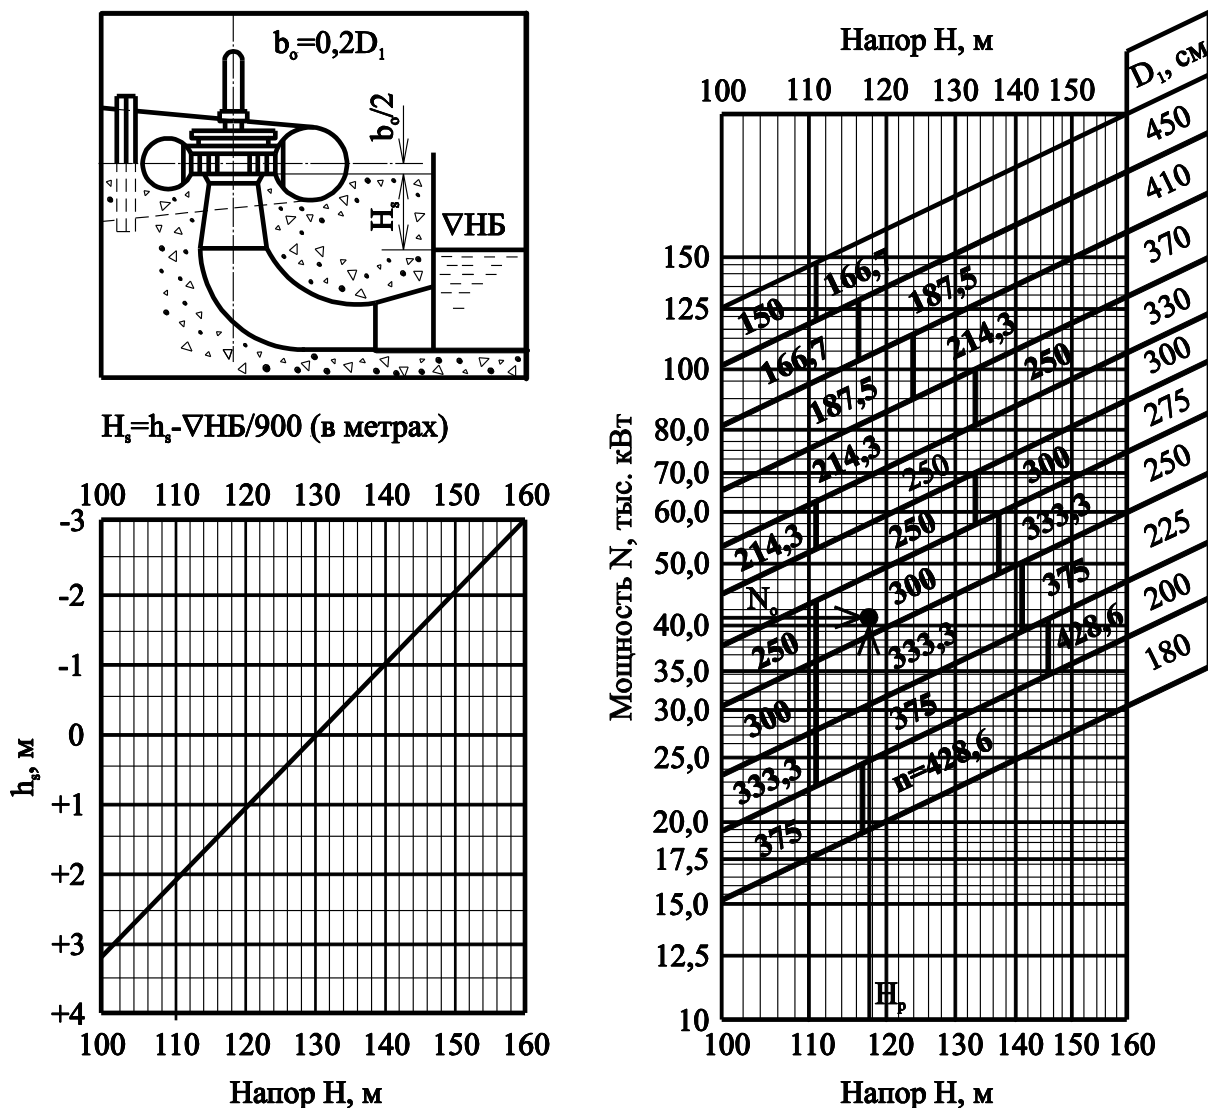 b₀=0,2D₁
b₀/2
Hₛ
∇НБ
Hₛ=hₛ-∇НБ/900 (в метрах)
100 110 120 130 140 150 160
-3
-2
-1
0
+1
+2
+3
+4
hₛ, м
100 110 120 130 140 150 160
Напор Н, м
Напор Н, м
100 110 120 130 140 150
D₁, см
450
410
370
330
300
275
250
225
200
180
Мощность N, тыс. кВт
150
125
100
80,0
70,0
60,0
50,0
40,0
35,0
30,0
25,0
20,0
17,5
15,0
12,5
10
150 166,7
166,7 187,5
187,5 214,3
214,3 250
214,3 250 300
250 333,3
250 300 375
300 333,3 428,6
333,3 375
375 n=428,6
N₀
Hₚ
100 110 120 130 140 150 160
Напор Н, м